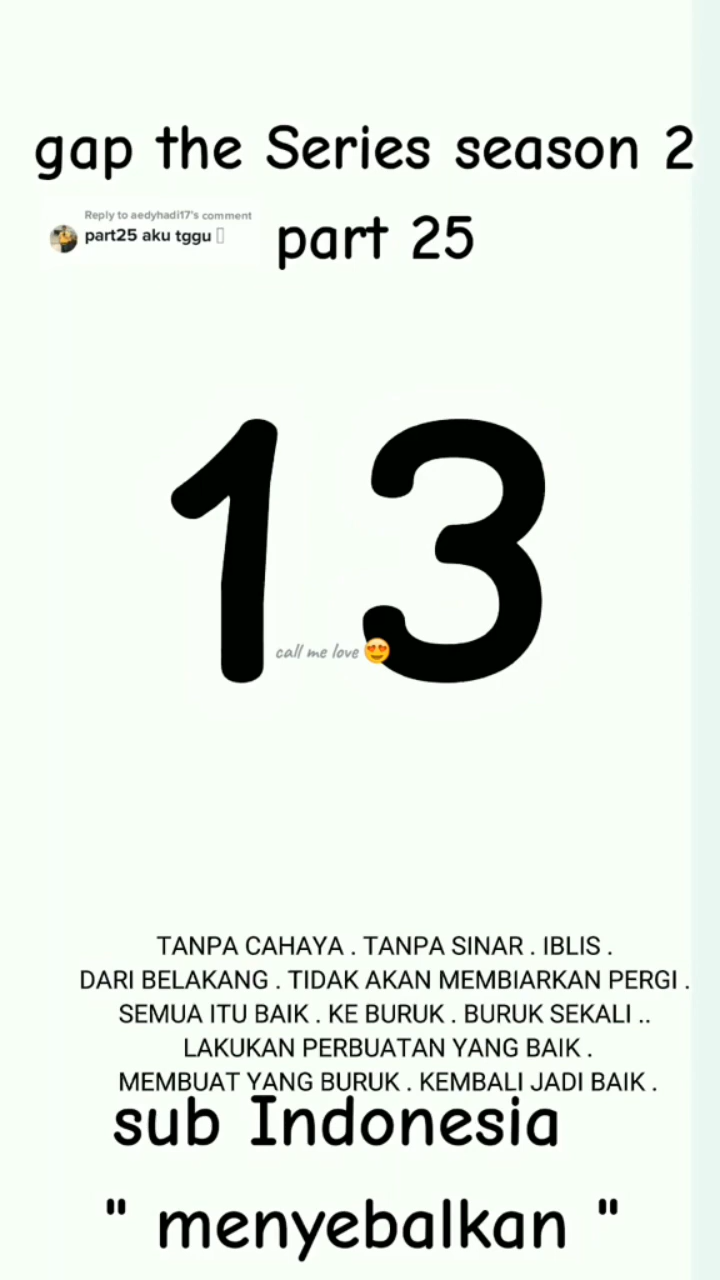 gap the Series season 2
Reply to aedyhadi17's comment
part25 aku tggu
part 25
13
call me love 😍
TANPA CAHAYA . TANPA SINAR . IBLIS .
DARI BELAKANG . TIDAK AKAN MEMBIARKAN PERGI .
SEMUA ITU BAIK . KE BURUK . BURUK SEKALI ..
LAKUKAN PERBUATAN YANG BAIK .
MEMBUAT YANG BURUK . KEMBALI JADI BAIK .
sub Indonesia
" menyebalkan "